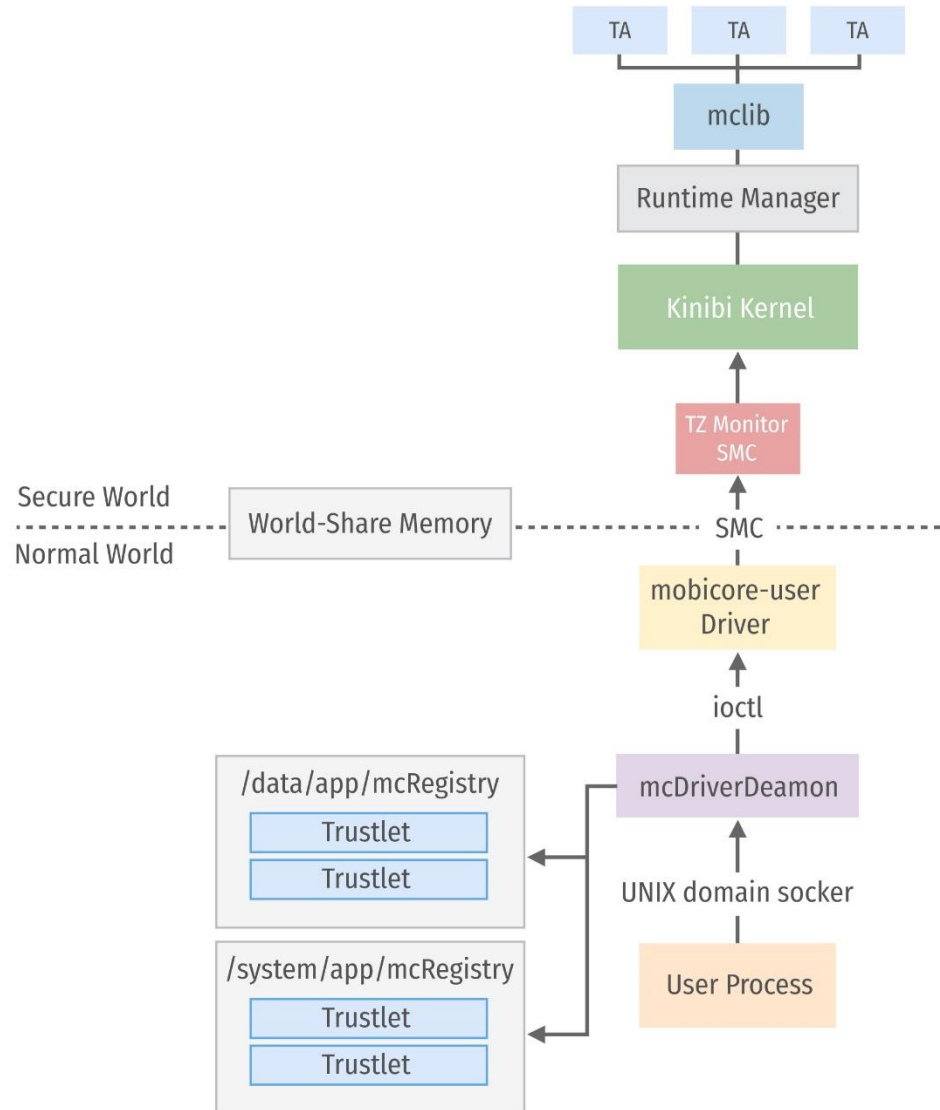 TA
TA
TA
mclib
Runtime Manager
Kinibi Kernel
TZ Monitor
SMC
Secure World
World-Share Memory
SMC
Normal World
mobicore-user
Driver
ioctl
/data/app/mcRegistry
Trustlet
Trustlet
mcDriverDeamon
UNIX domain socker
/system/app/mcRegistry
Trustlet
Trustlet
User Process